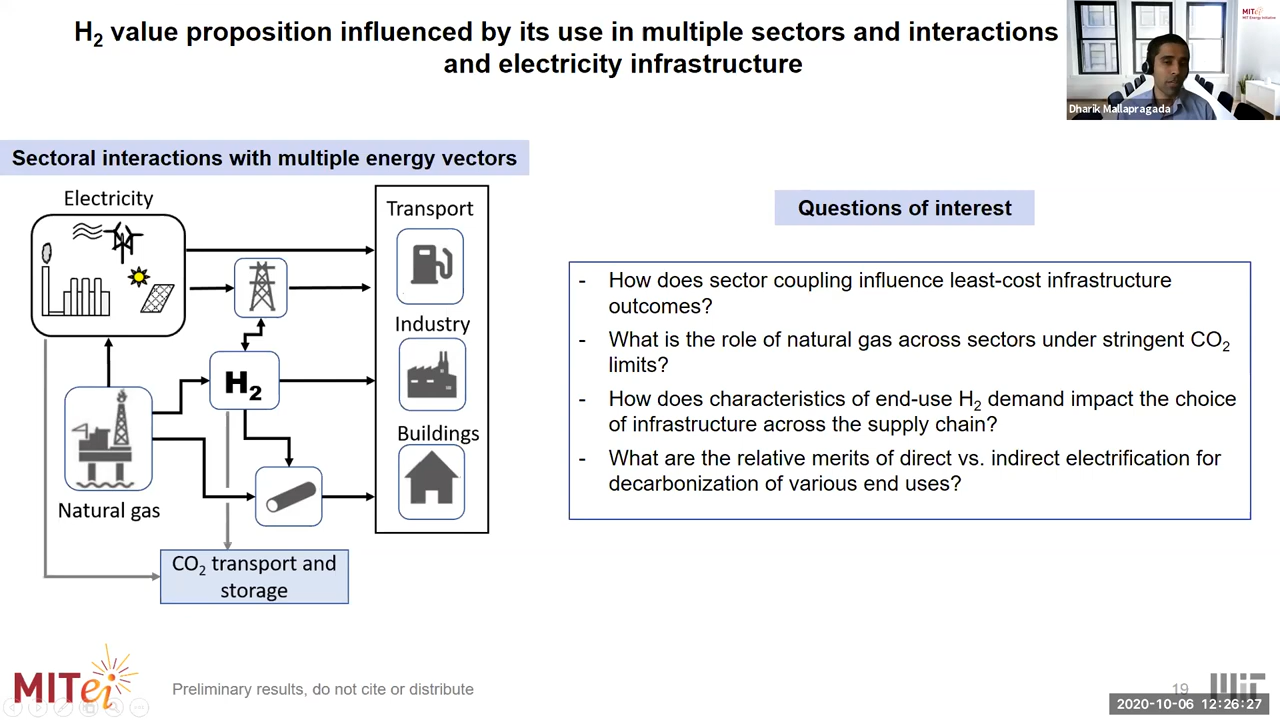 H2 value proposition influenced by its use in multiple sectors and interactions
and electricity infrastructure
MITei
MIT Energy Initiative
Dharik Mallapragada
Sectoral interactions with multiple energy vectors
Electricity
Transport
Industry
H2
Buildings
Natural gas
CO2 transport and
storage
Questions of interest
- How does sector coupling influence least-cost infrastructure
outcomes?
- What is the role of natural gas across sectors under stringent CO2
limits?
- How does characteristics of end-use H2 demand impact the choice
of infrastructure across the supply chain?
- What are the relative merits of direct vs. indirect electrification for
decarbonization of various end uses?
MITei
Preliminary results, do not cite or distribute
19
MIT
2020-10-06 12:26:27